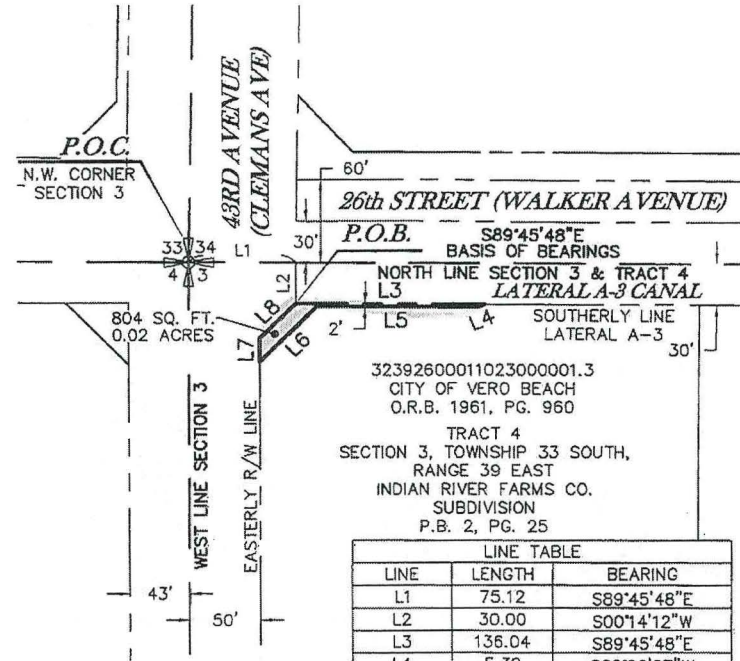 43RD AVENUE
(CLEMANS AVE)
P.O.C.
N.W. CORNER
SECTION 3
60'
26th STREET (WALKER AVENUE)
30'
P.O.B.
S89°45'48"E
BASIS OF BEARINGS
33 34
4 3
L1
L2
NORTH LINE SECTION 3 & TRACT 4
L3
LATERAL A-3 CANAL
L8
804 SQ. FT.
0.02 ACRES
L7
L6
2'
L5
L4
SOUTHERLY LINE
LATERAL A-3
30'
32392600011023000001.3
CITY OF VERO BEACH
O.R.B. 1961, PG. 960
TRACT 4
SECTION 3, TOWNSHIP 33 SOUTH,
RANGE 39 EAST
INDIAN RIVER FARMS CO.
SUBDIVISION
P.B. 2, PG. 25
WEST LINE SECTION 3
EASTERLY R/W LINE
43'
50'
LINE TABLE
LINE LENGTH BEARING
L1 75.12 S89°45'48"E
L2 30.00 S00°14'12"W
L3 136.04 S89°45'48"E
L4